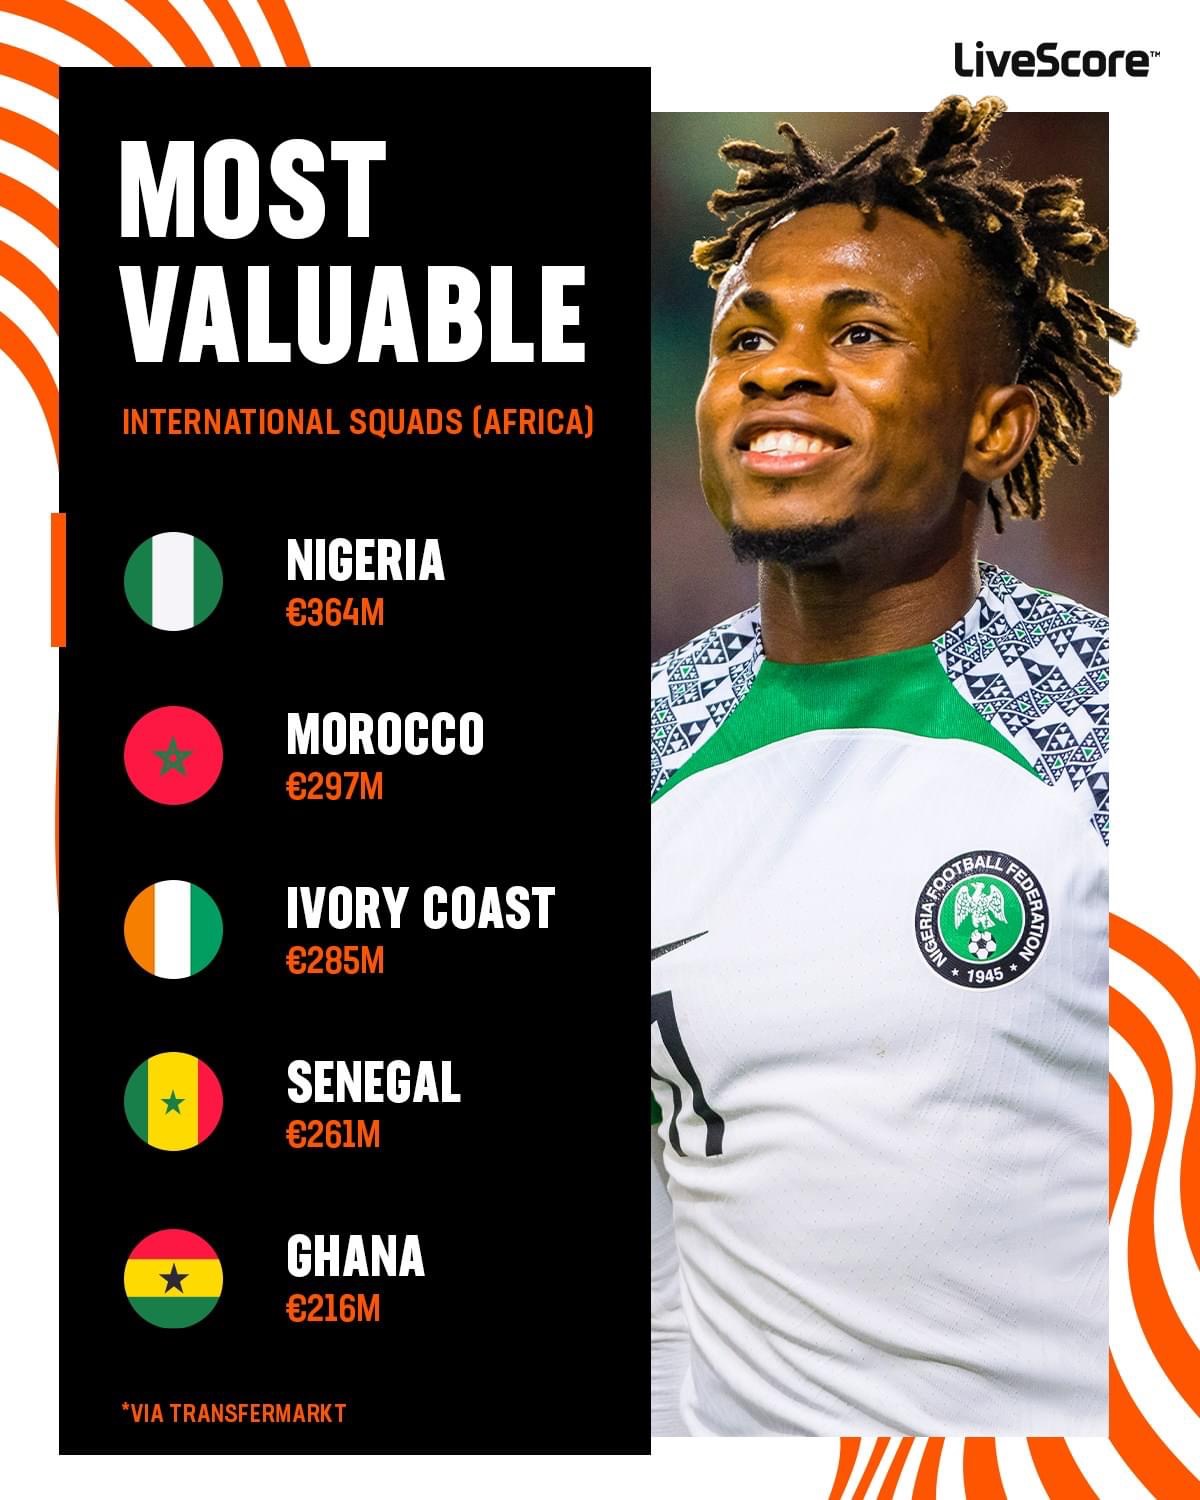 LiveScore™
MOST
VALUABLE
INTERNATIONAL SQUADS (AFRICA)
NIGERIA
€364M
MOROCCO
€297M
IVORY COAST
€285M
SENEGAL
€261M
GHANA
€216M
*VIA TRANSFERMARKT
NIGERIA FOOTBALL FEDERATION
★ 1945 ★